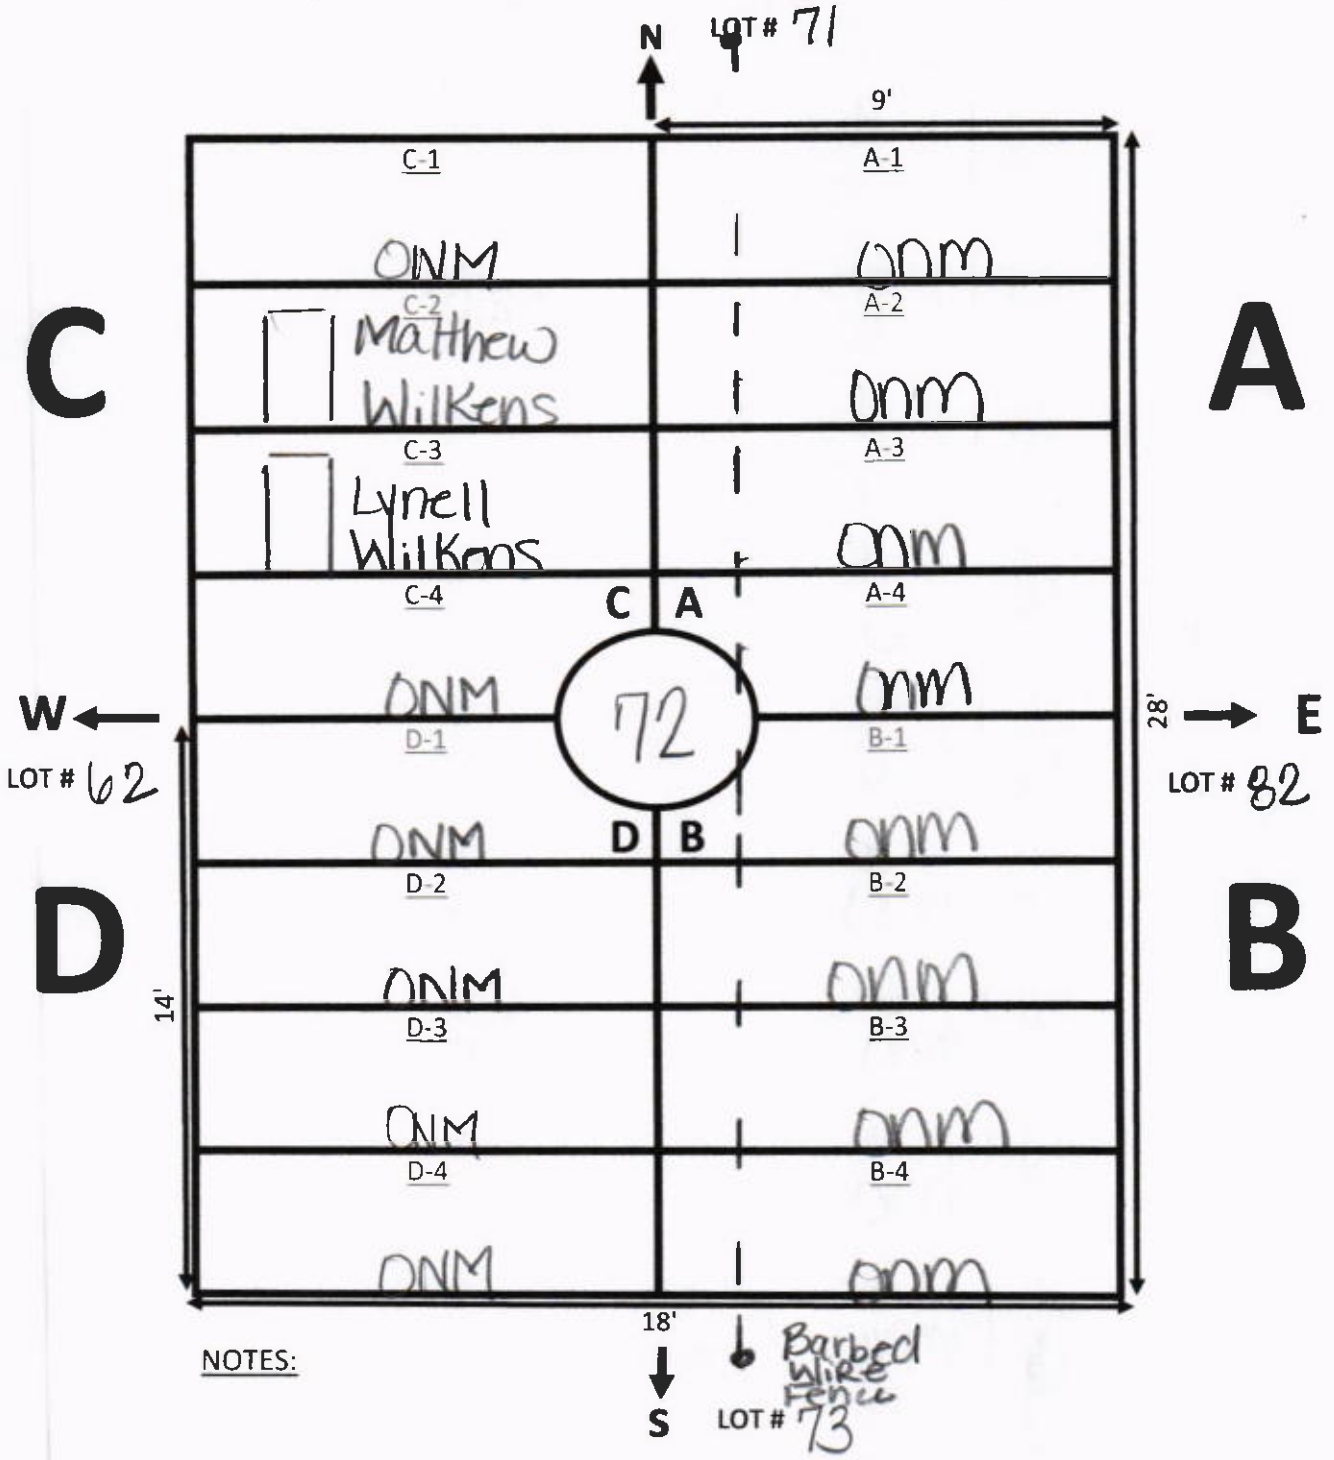 LOT # 71
N
9'
C-1
A-1
ONM
Onm
C-2
A-2
Matthew
Wilkens
Onm
C
A
C-3
A-3
Lynell
Wilkens
Onm
C-4
A-4
C A
ONM
Onm
72
W
E
28'
LOT # 62
LOT # 82
D-1
B-1
D B
ONM
Onm
D-2
B-2
D
B
ONM
Onm
14'
D-3
B-3
ONM
Onm
D-4
B-4
ONM
Onm
18'
NOTES:
Barbed
Wire
Fence
S
LOT # 73